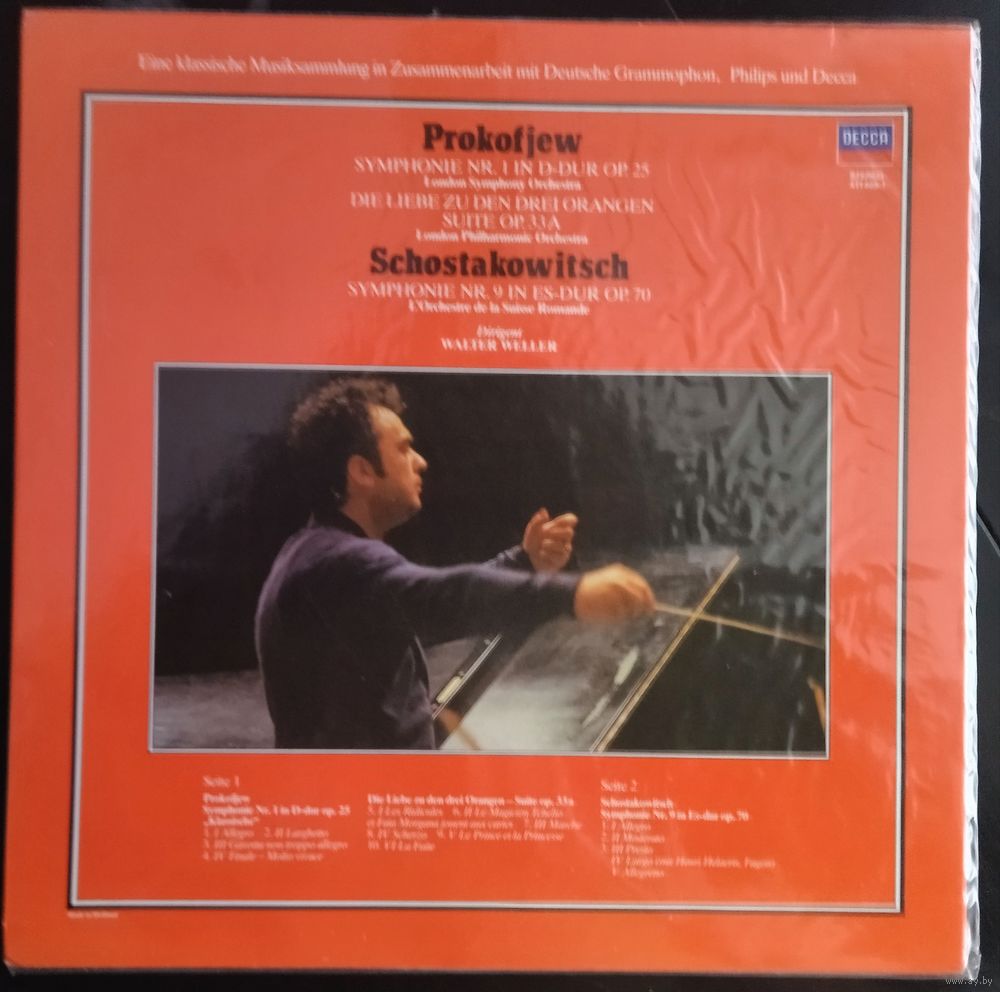 Eine klassische Musiksammlung in Zusammenarbeit mit Deutsche Grammophon, Philips und Decca
DECCA
Prokofjew
SYMPHONIE NR. 1 IN D-DUR OP. 25
London Symphony Orchestra
DIE LIEBE ZU DEN DREI ORANGEN
SUITE OP. 33A
London Philharmonic Orchestra
Schostakowitsch
SYMPHONIE NR. 9 IN ES-DUR OP. 70
L'Orchestre de la Suisse Romande
Dirigent
WALTER WELLER
Seite 1
Prokofjew
Symphonie Nr. 1 in D-dur op. 25
„Klassische“
1. I Allegro 2. II Larghetto
3. III Gavotta non troppo allegro
4. IV Finale – Molto vivace
Die Liebe zu den drei Orangen – Suite op. 33a
5. I Les Ridicules 6. II Le Magicien Tchélio
et Fata Morgana jouent aux cartes 7. III Marche
8. IV Scherzo 9. V Le Prince et la Princesse
10. VI La Fuite
Seite 2
Schostakowitsch
Symphonie Nr. 9 in Es-dur op. 70
1. I Allegro
2. II Moderato
3. III Presto
IV Largo Fagott)
V Allegretto
Made in Holland
www.ay.by